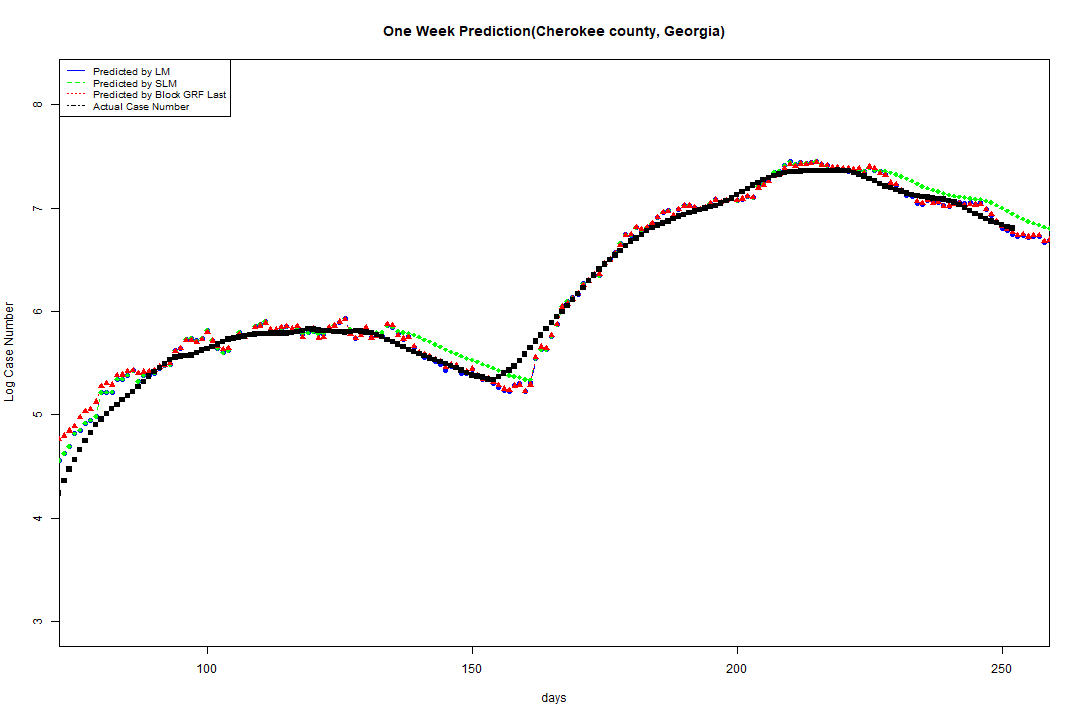 One Week Prediction(Cherokee county, Georgia)
Predicted by LM
Predicted by SLM
Predicted by Block GRF Last
Actual Case Number
8
7
6
5
4
3
Log Case Number
100 150 200 250
days